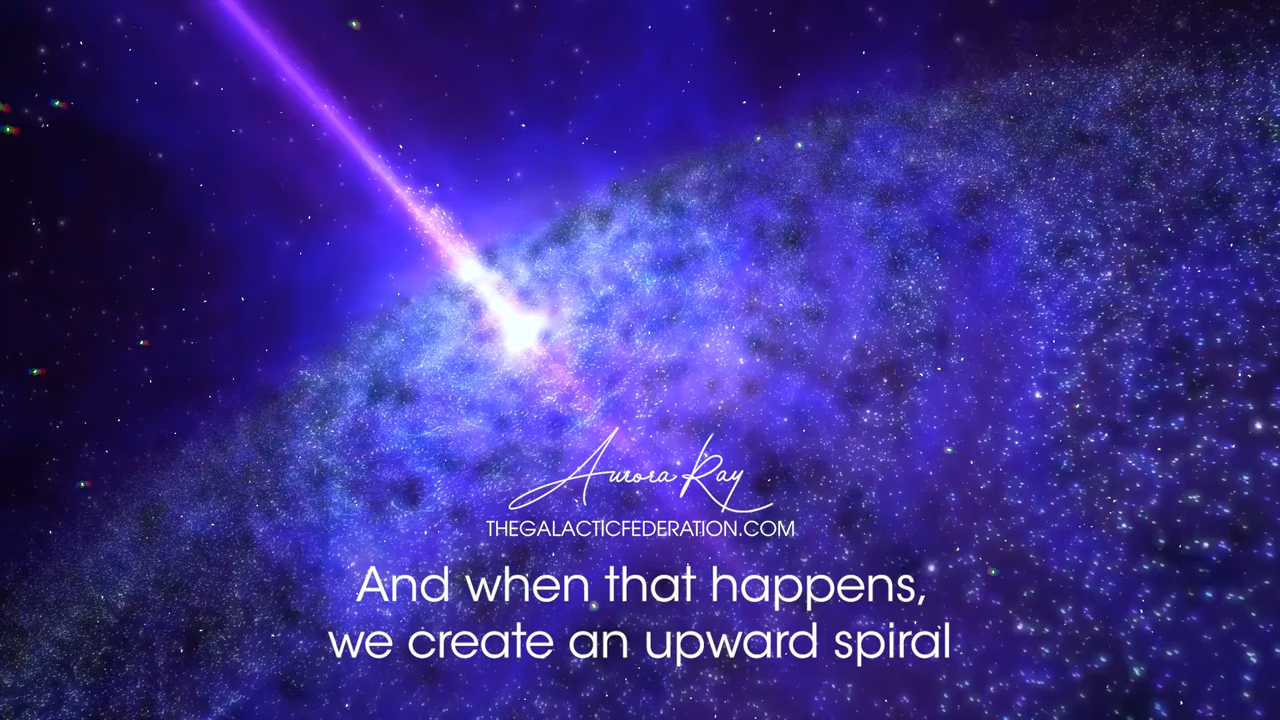 Aurora Ray
THEGALACTICFEDERATION.COM
And when that happens,
we create an upward spiral